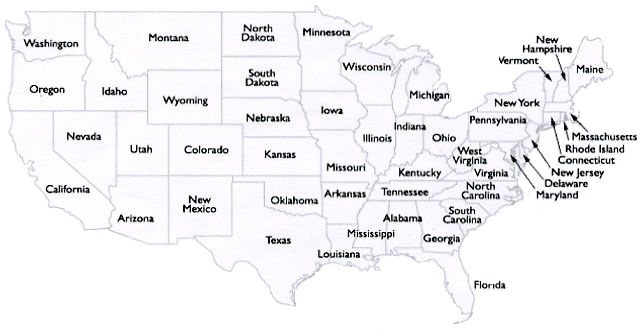 Washington
Montana
North
Dakota
Minnesota
New
Hampshire
Vermont
Maine
Oregon
Idaho
Wyoming
South
Dakota
Wisconsin
Michigan
New York
Pennsylvania
Massachusetts
Rhode Island
Connecticut
New Jersey
Delaware
Maryland
Nevada
Utah
Colorado
Nebraska
Kansas
Iowa
Illinois
Indiana
Ohio
West
Virginia
Virginia
Missouri
Kentucky
California
Arizona
New
Mexico
Oklahoma
Arkansas
Tennessee
North
Carolina
South
Carolina
Texas
Louisiana
Mississippi
Alabama
Georgia
Florida